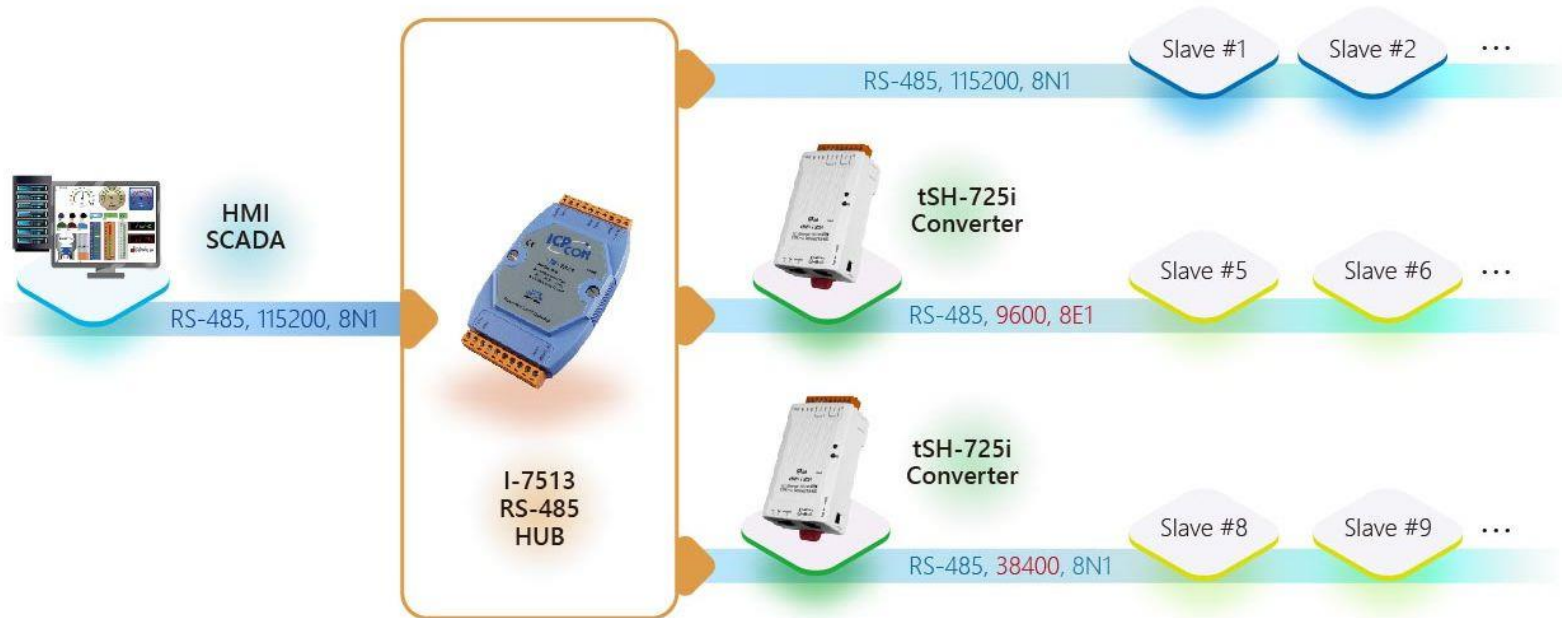 RS-485, 115200, 8N1
Slave #1
Slave #2
...
HMI
SCADA
RS-485, 115200, 8N1
ICP
CON
I-7513
RS-485
HUB
tSH-725i
Converter
RS-485, 9600, 8E1
Slave #5
Slave #6
...
tSH-725i
Converter
RS-485, 38400, 8N1
Slave #8
Slave #9
...